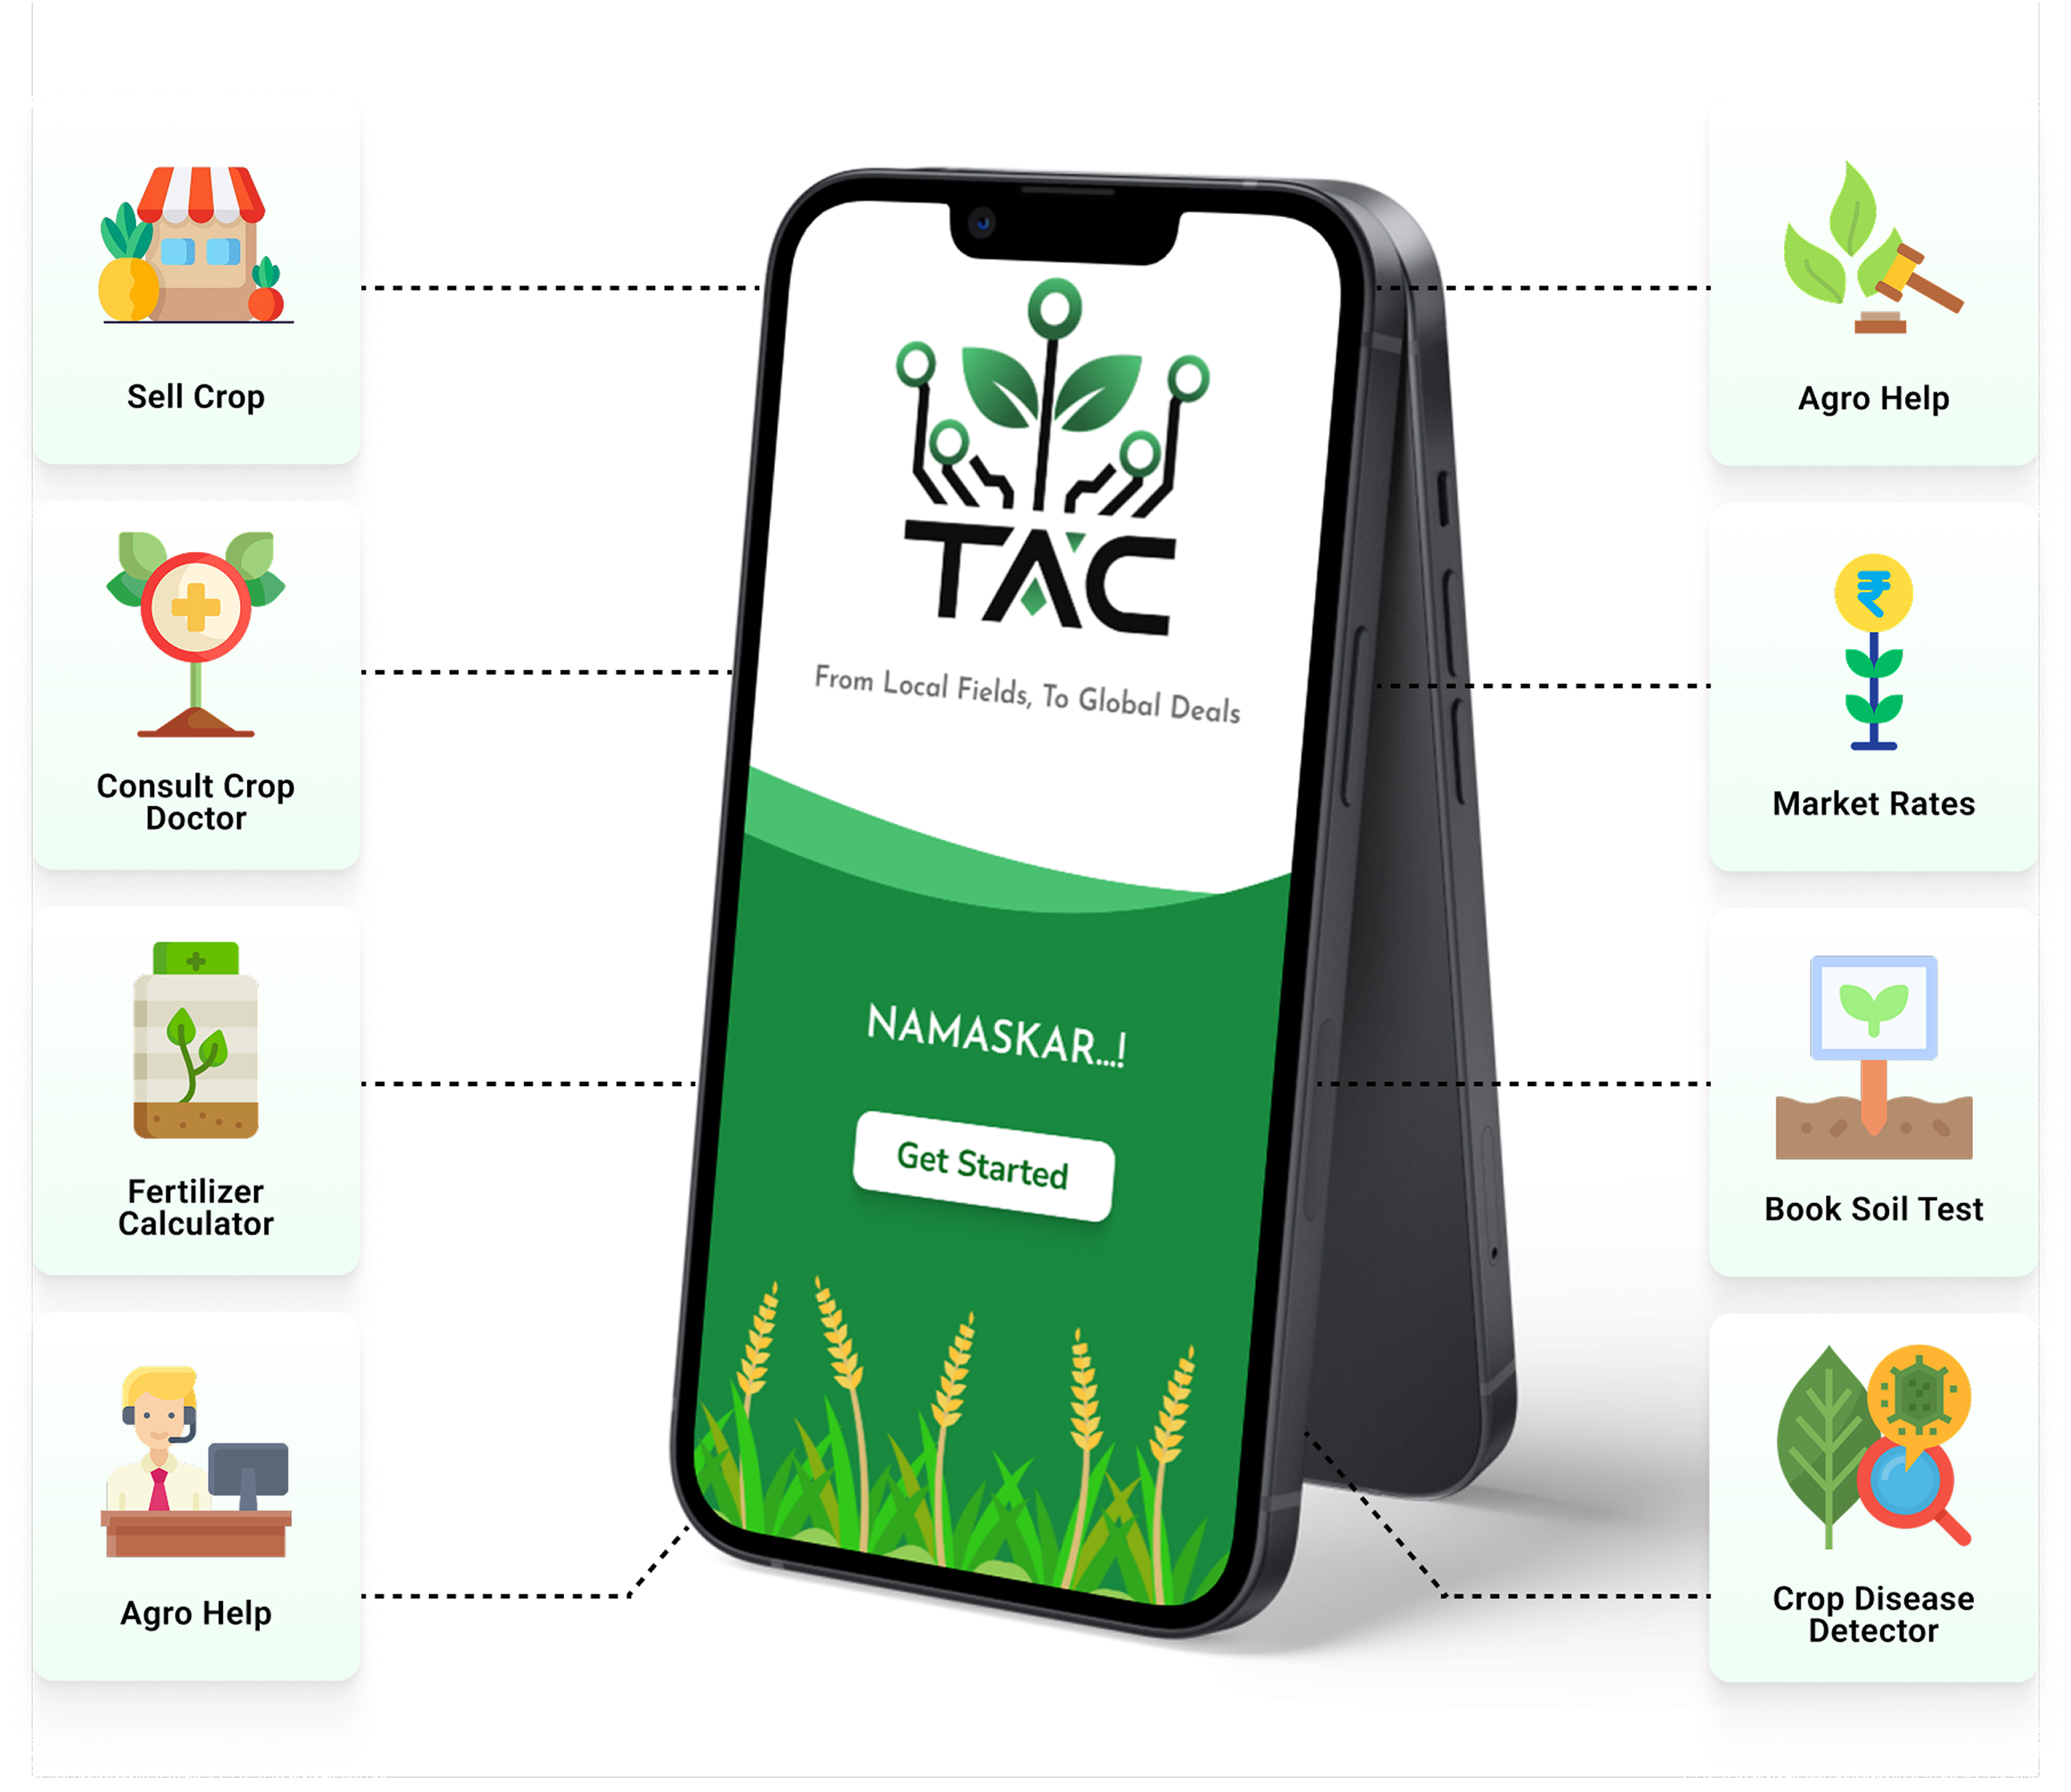 Sell Crop
Consult Crop
Doctor
Fertilizer
Calculator
Agro Help
TAC
From Local Fields, To Global Deals
NAMASKAR...!
Get Started
Agro Help
₹
Market Rates
Book Soil Test
Crop Disease
Detector